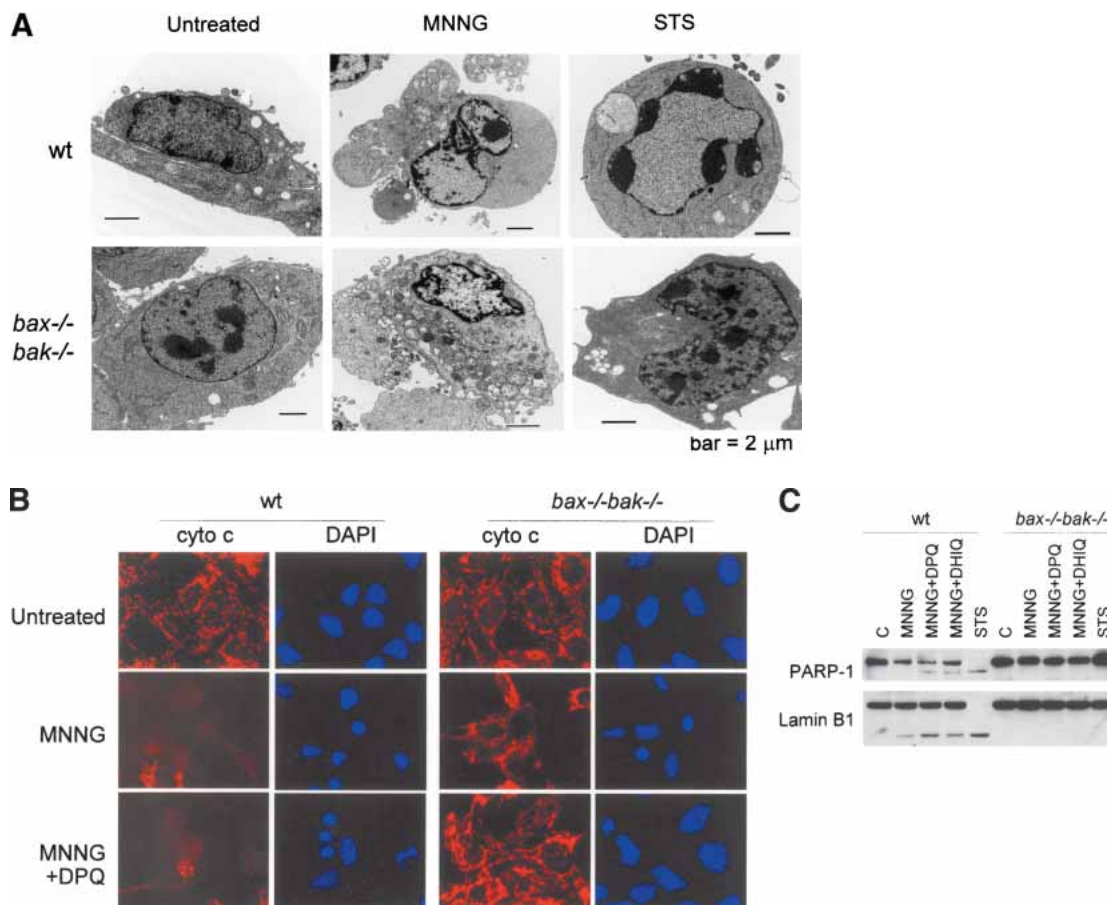 A
Untreated MNNG STS
wt
bax-/-
bak-/-
bar = 2 μm
B
wt bax-/-bak-/-
cyto c DAPI cyto c DAPI
Untreated
MNNG
MNNG
+DPQ
C
wt bax-/-bak-/-
C MNNG MNNG+DPQ MNNG+DHIQ STS C MNNG MNNG+DPQ MNNG+DHIQ STS
PARP-1
Lamin B1